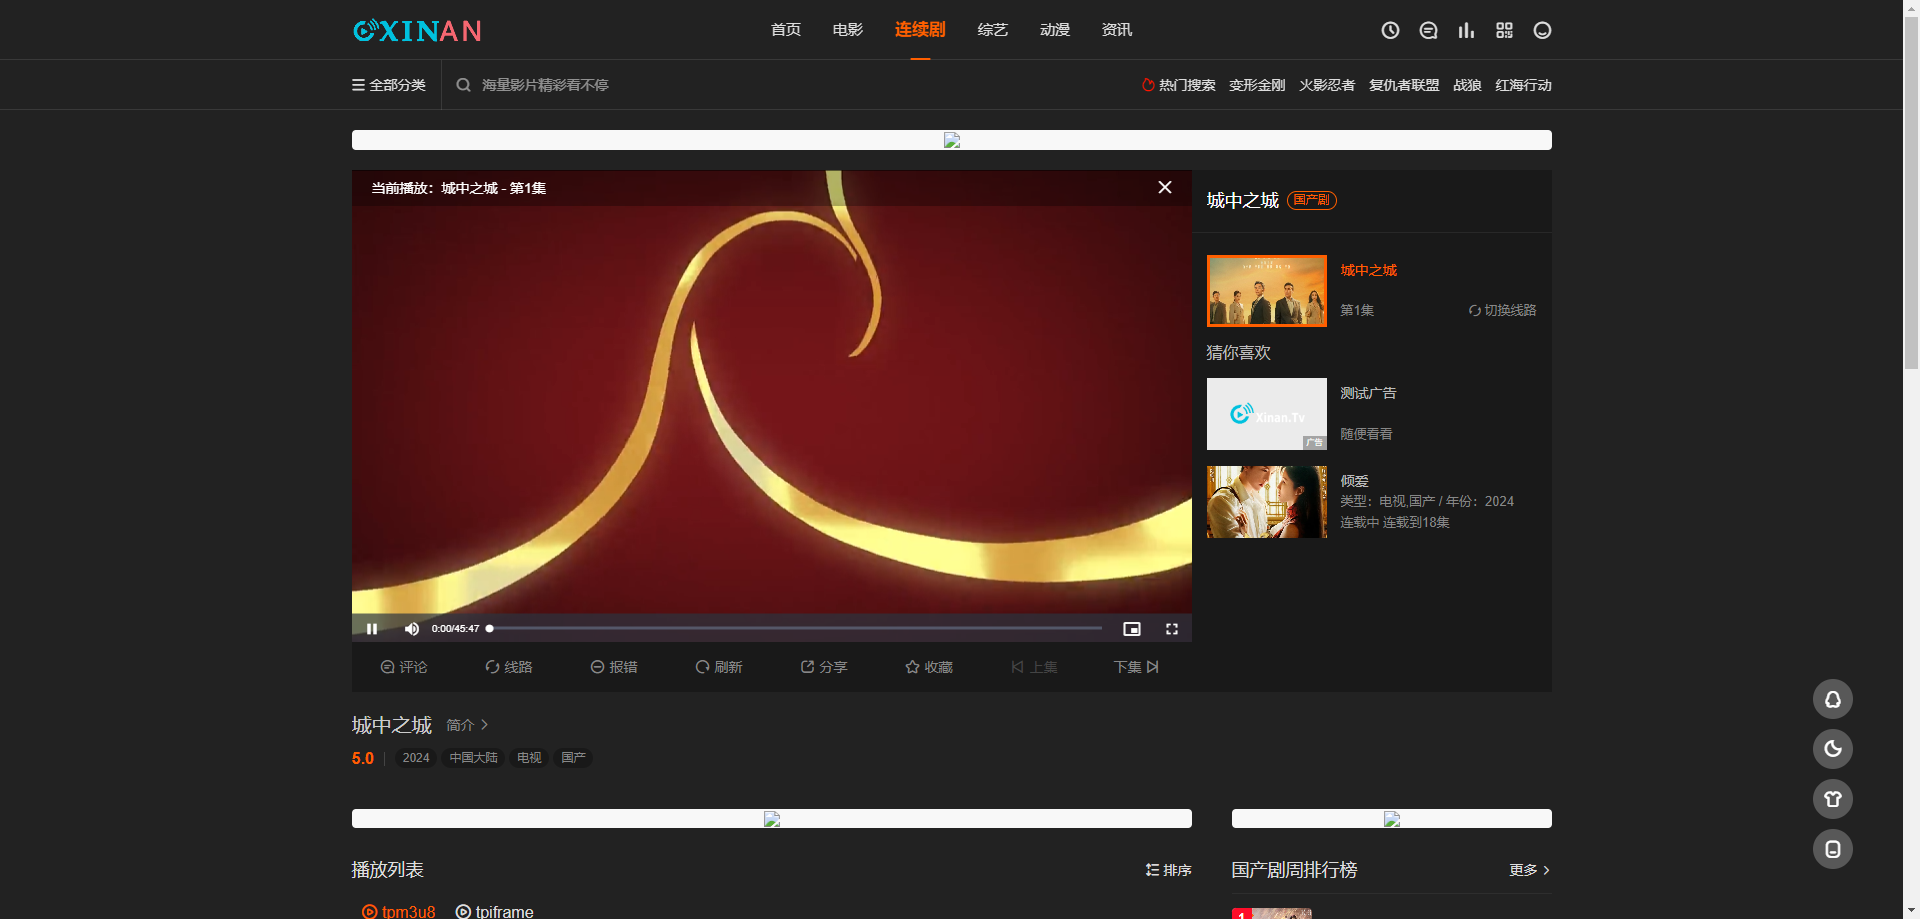 XINAN
首页 电影 连续剧 综艺 动漫 资讯
全部分类 海量影片精彩看不停 热门搜索 变形金刚 火影忍者 复仇者联盟 战狼 红海行动
当前播放：城中之城 - 第1集
城中之城 国产剧
城中之城
第1集 切换线路
猜你喜欢
Xinan.Tv
广告
测试广告
随便看看
倾爱
类型：电视,国产 / 年份：2024
连载中 连载到18集
0:00/45:47
评论 线路 报错 刷新 分享 收藏 上集 下集
城中之城 简介
5.0 2024 中国大陆 电视 国产
播放列表 排序
国产剧周排行榜 更多
tpm3u8 tpiframe
1